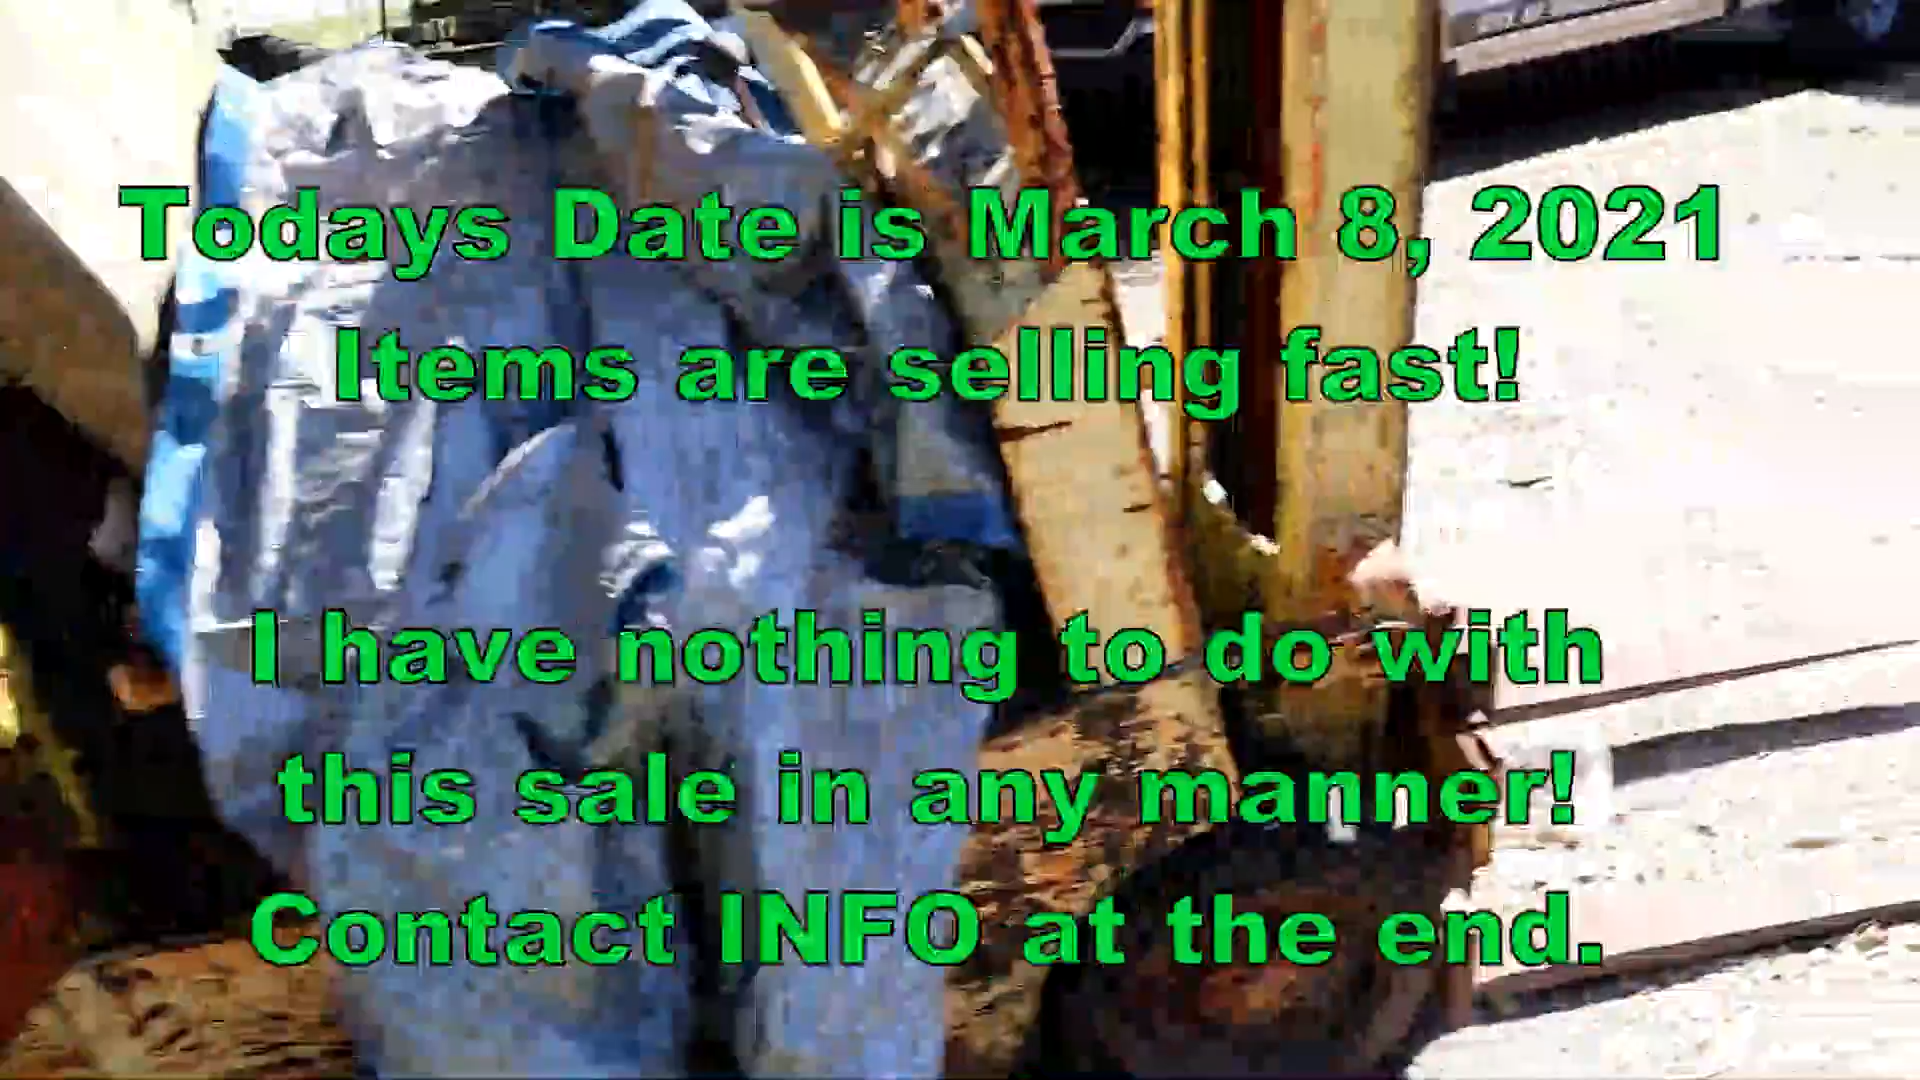 Todays Date is March 8, 2021
Items are selling fast!
I have nothing to do with
this sale in any manner!
Contact INFO at the end.